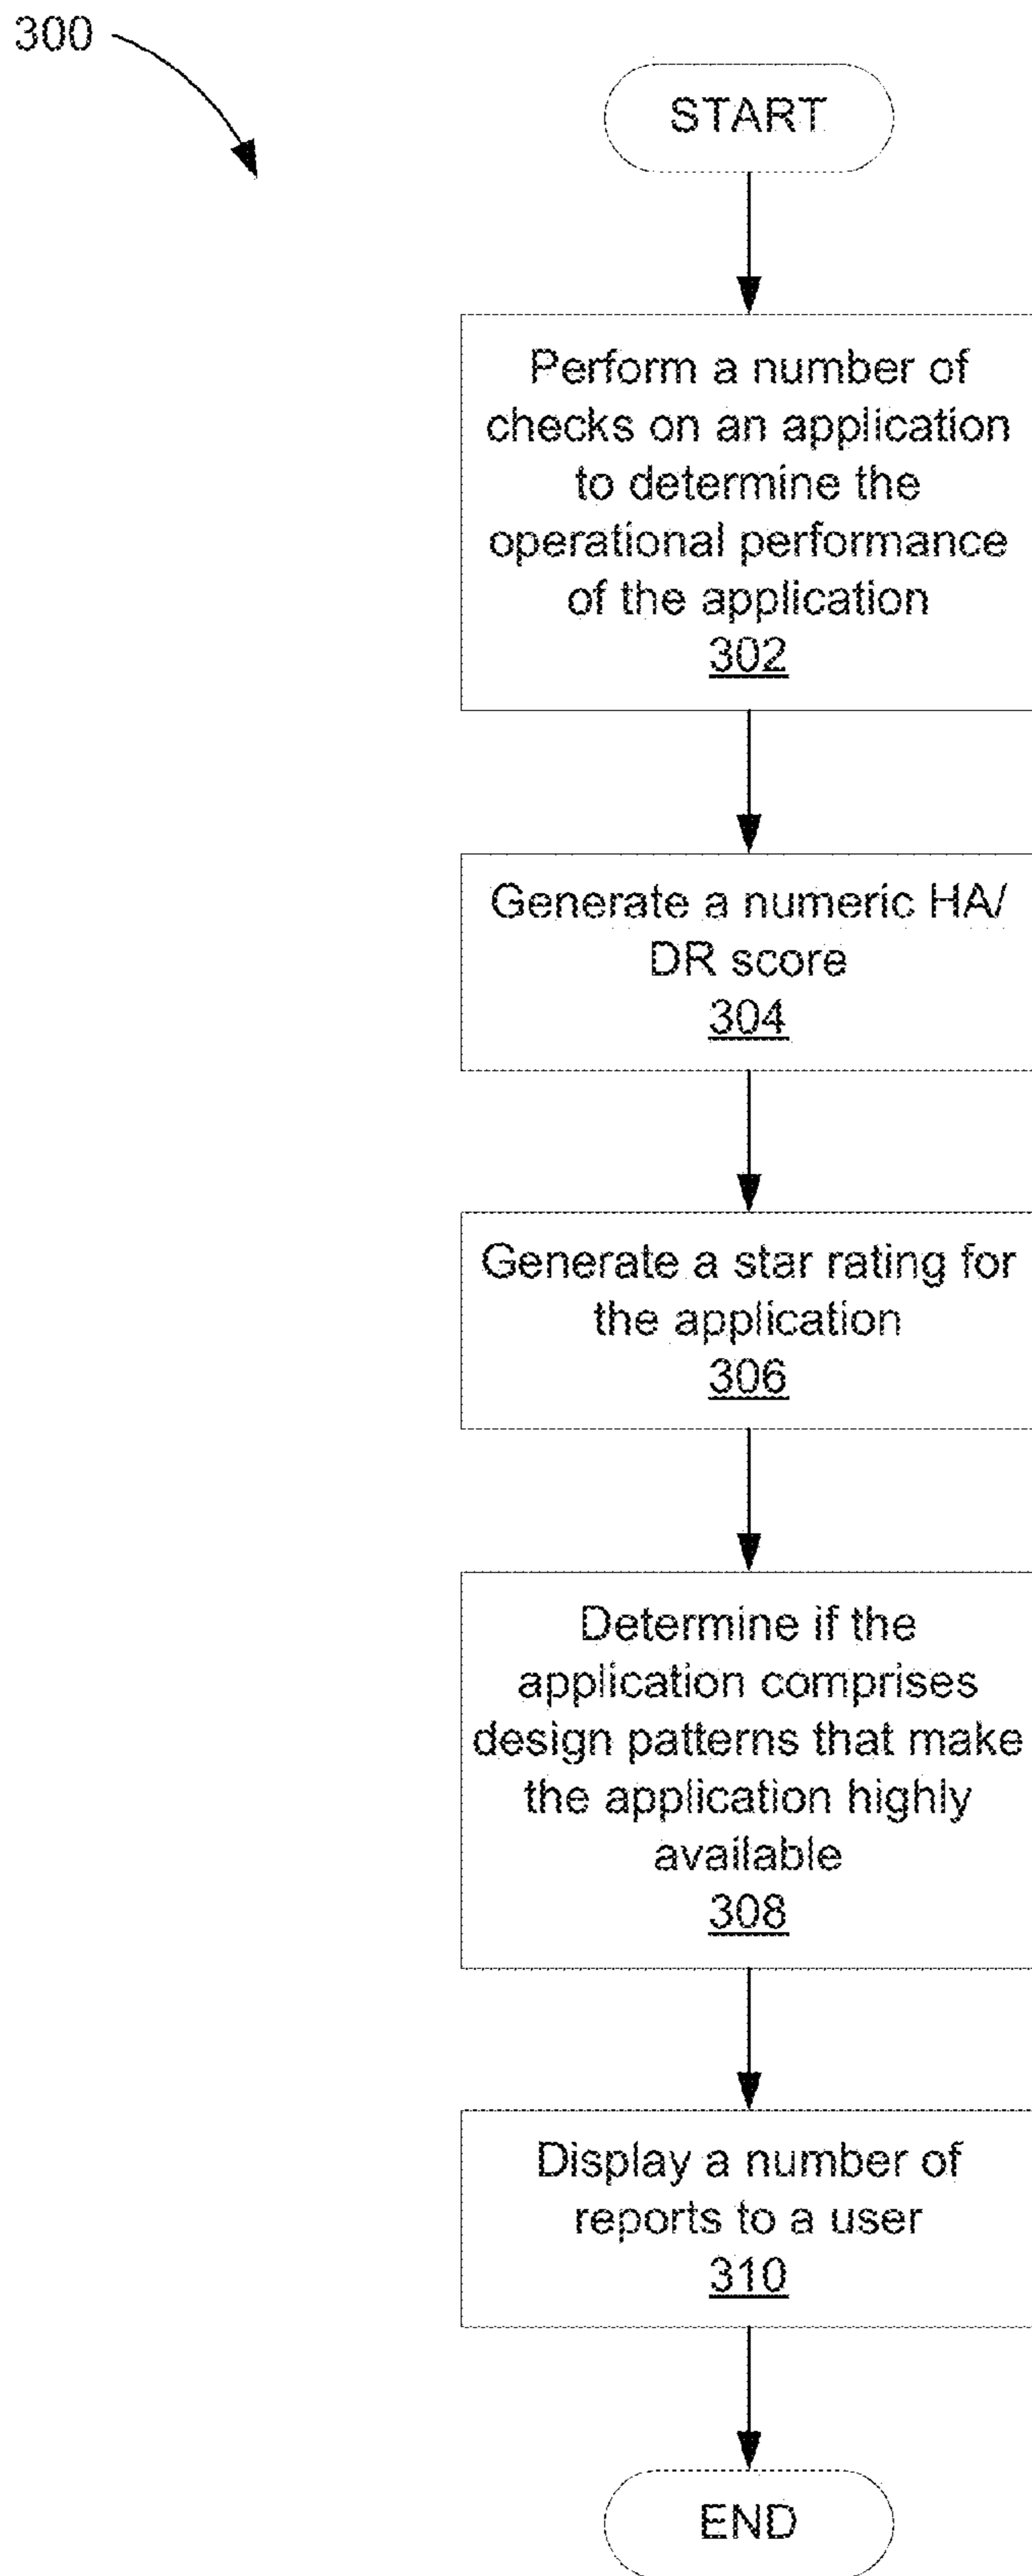 300
START
Perform a number of
checks on an application
to determine the
operational performance
of the application
302
Generate a numeric HA/
DR score
304
Generate a star rating for
the application
306
Determine if the
application comprises
design patterns that make
the application highly
available
308
Display a number of
reports to a user
310
END